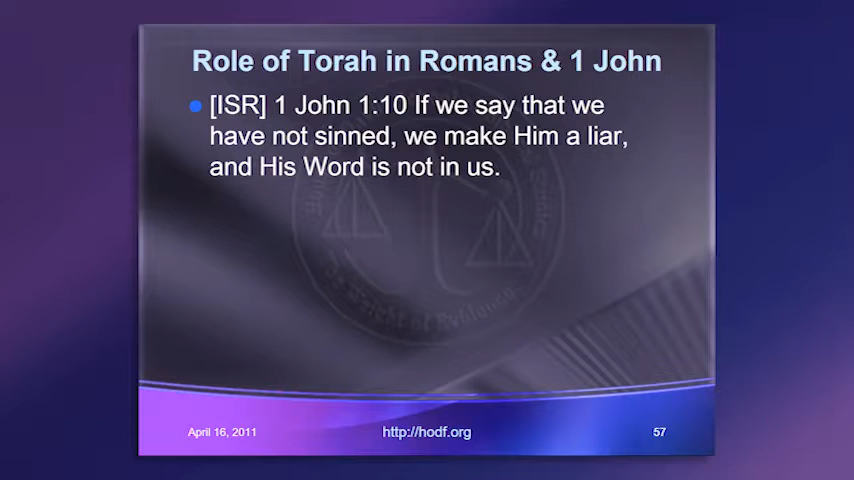 Role of Torah in Romans & 1 John
[ISR] 1 John 1:10 If we say that we
have not sinned, we make Him a liar,
and His Word is not in us.
April 16, 2011
http://hodf.org
57